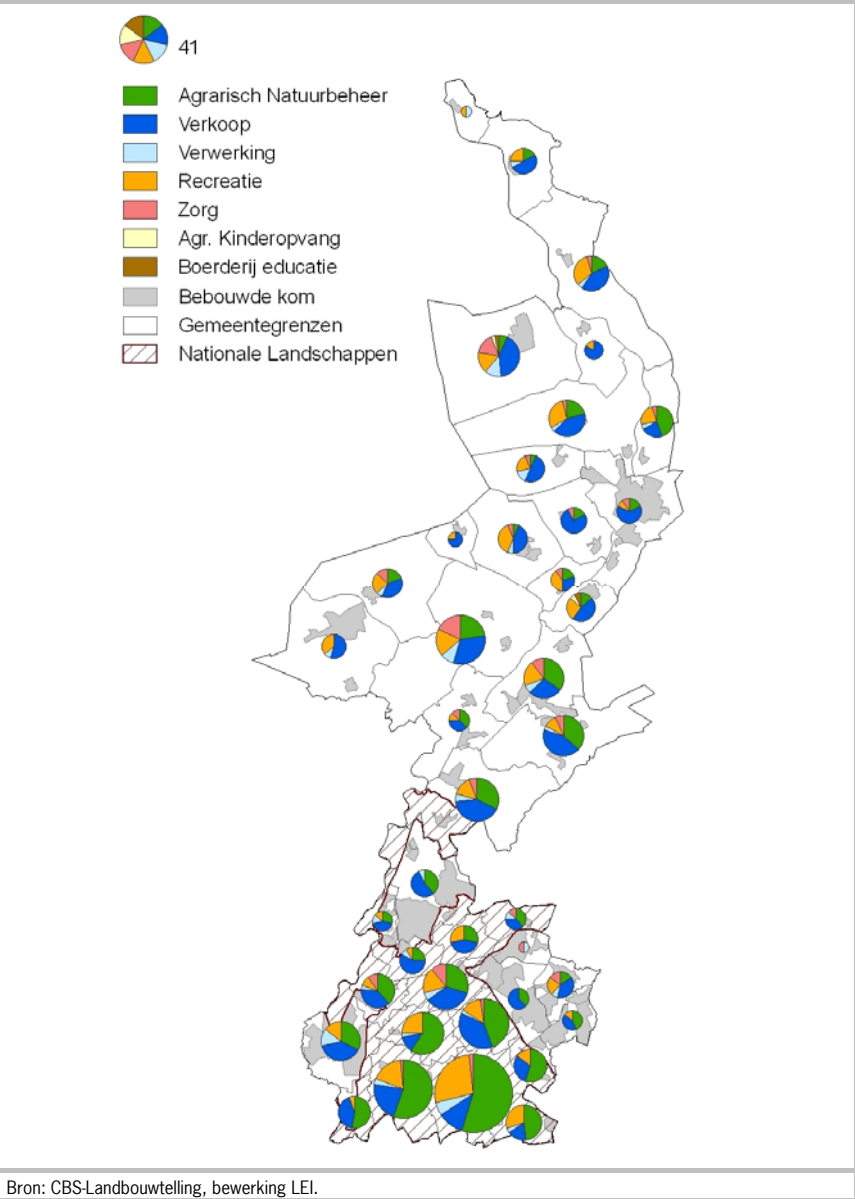 41
Agrarisch Natuurbeheer
Verkoop
Verwerking
Recreatie
Zorg
Agr. Kinderopvang
Boerderij educatie
Bebouwde kom
Gemeentegrenzen
Nationale Landschappen
Bron: CBS-Landbouwtelling, bewerking LEI.